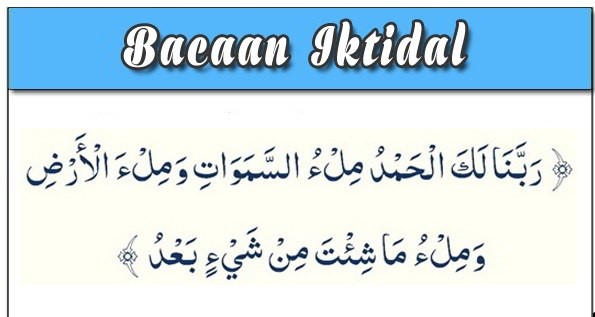 Bacaan Iktidal
﴿ رَبَّنَا لَكَ الْحَمْدُ مِلْءُ السَّمَوَاتِ وَمِلْءَ الْأَرْضِ
وَمِلْءُ مَا شِئْتَ مِنْ شَيْءٍ بَعْدُ ﴾